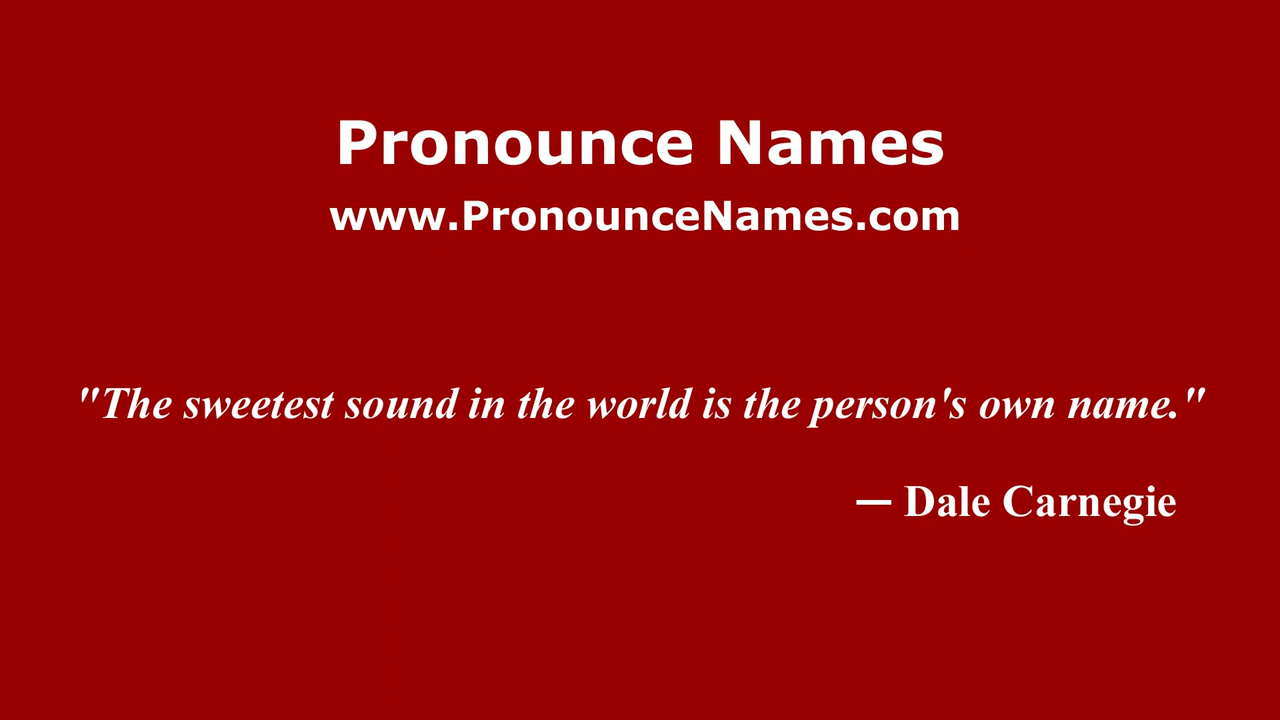 Pronounce Names
www.PronounceNames.com
"The sweetest sound in the world is the person's own name."
— Dale Carnegie